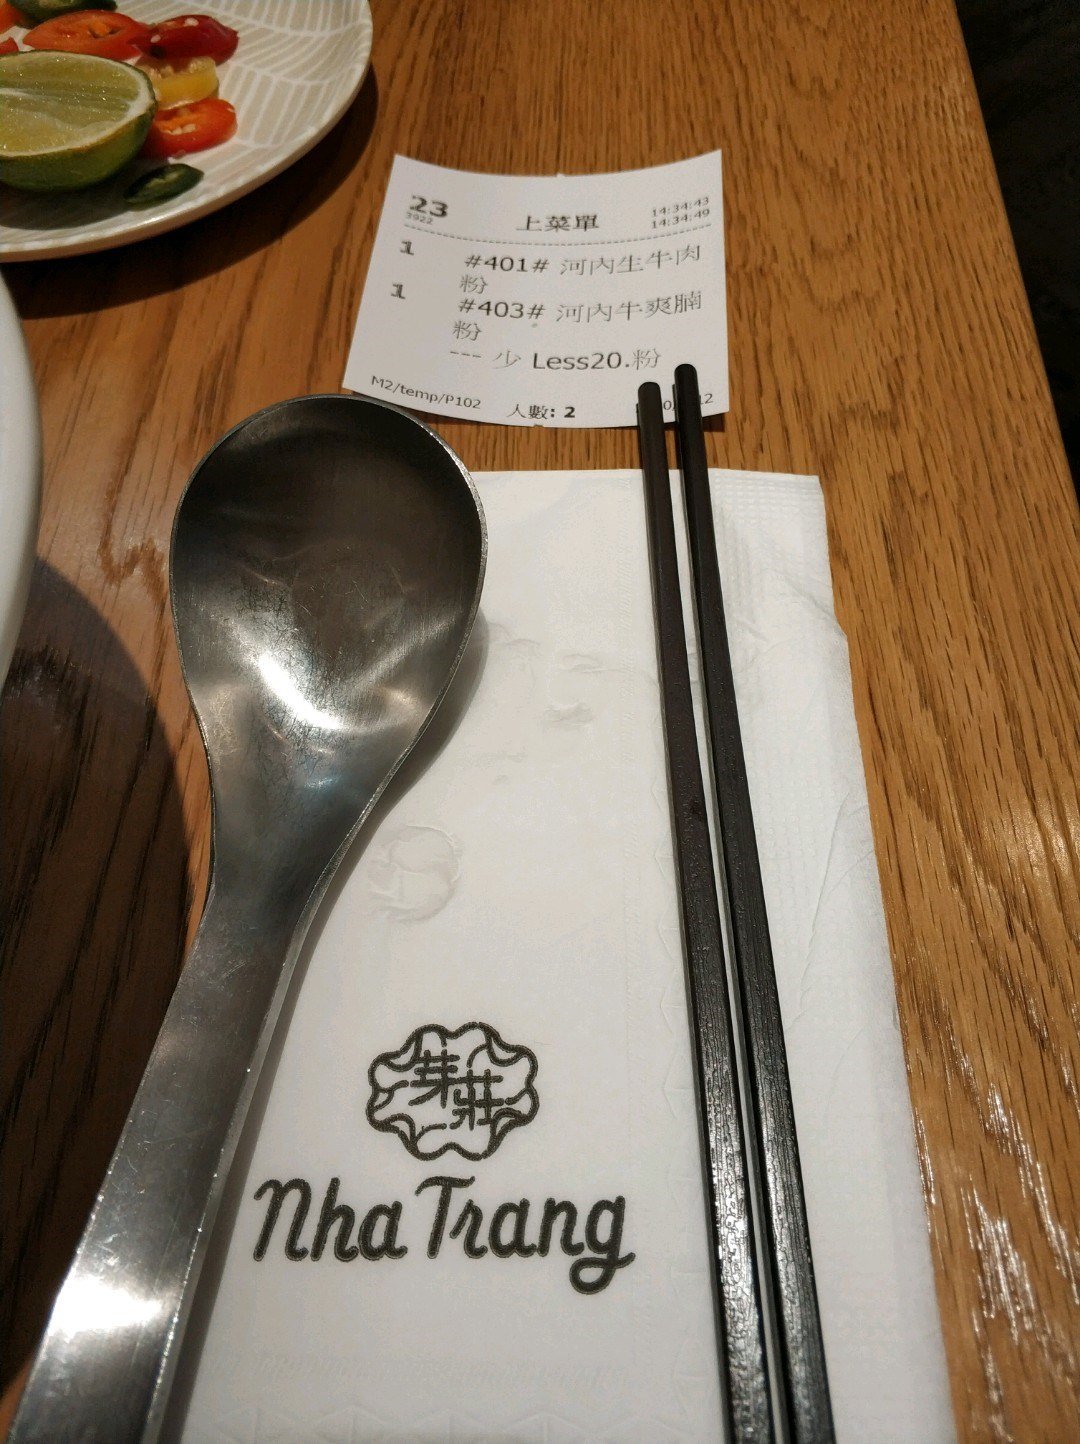 23
3922
上菜單
14:34:43
14:34:49
1 #401# 河內生牛肉
粉
1 #403# 河內牛爽腩
粉
--- 少 Less20.粉
M2/temp/P102 人數: 2
芽莊
Nha Trang